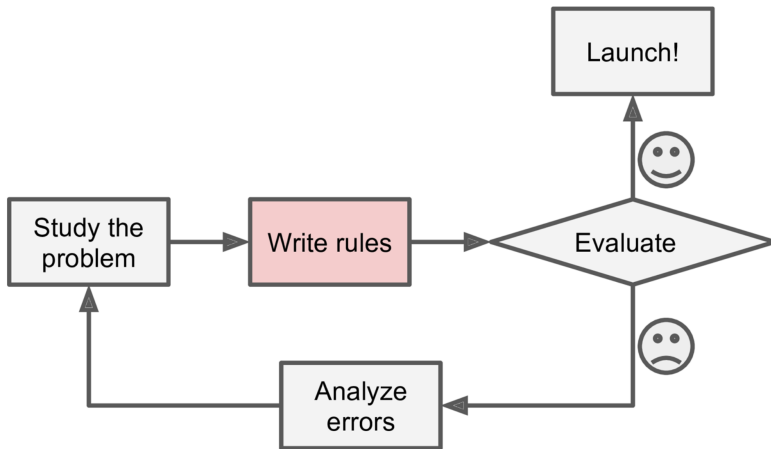 Launch!
Study the
problem
Write rules
Evaluate
Analyze
errors